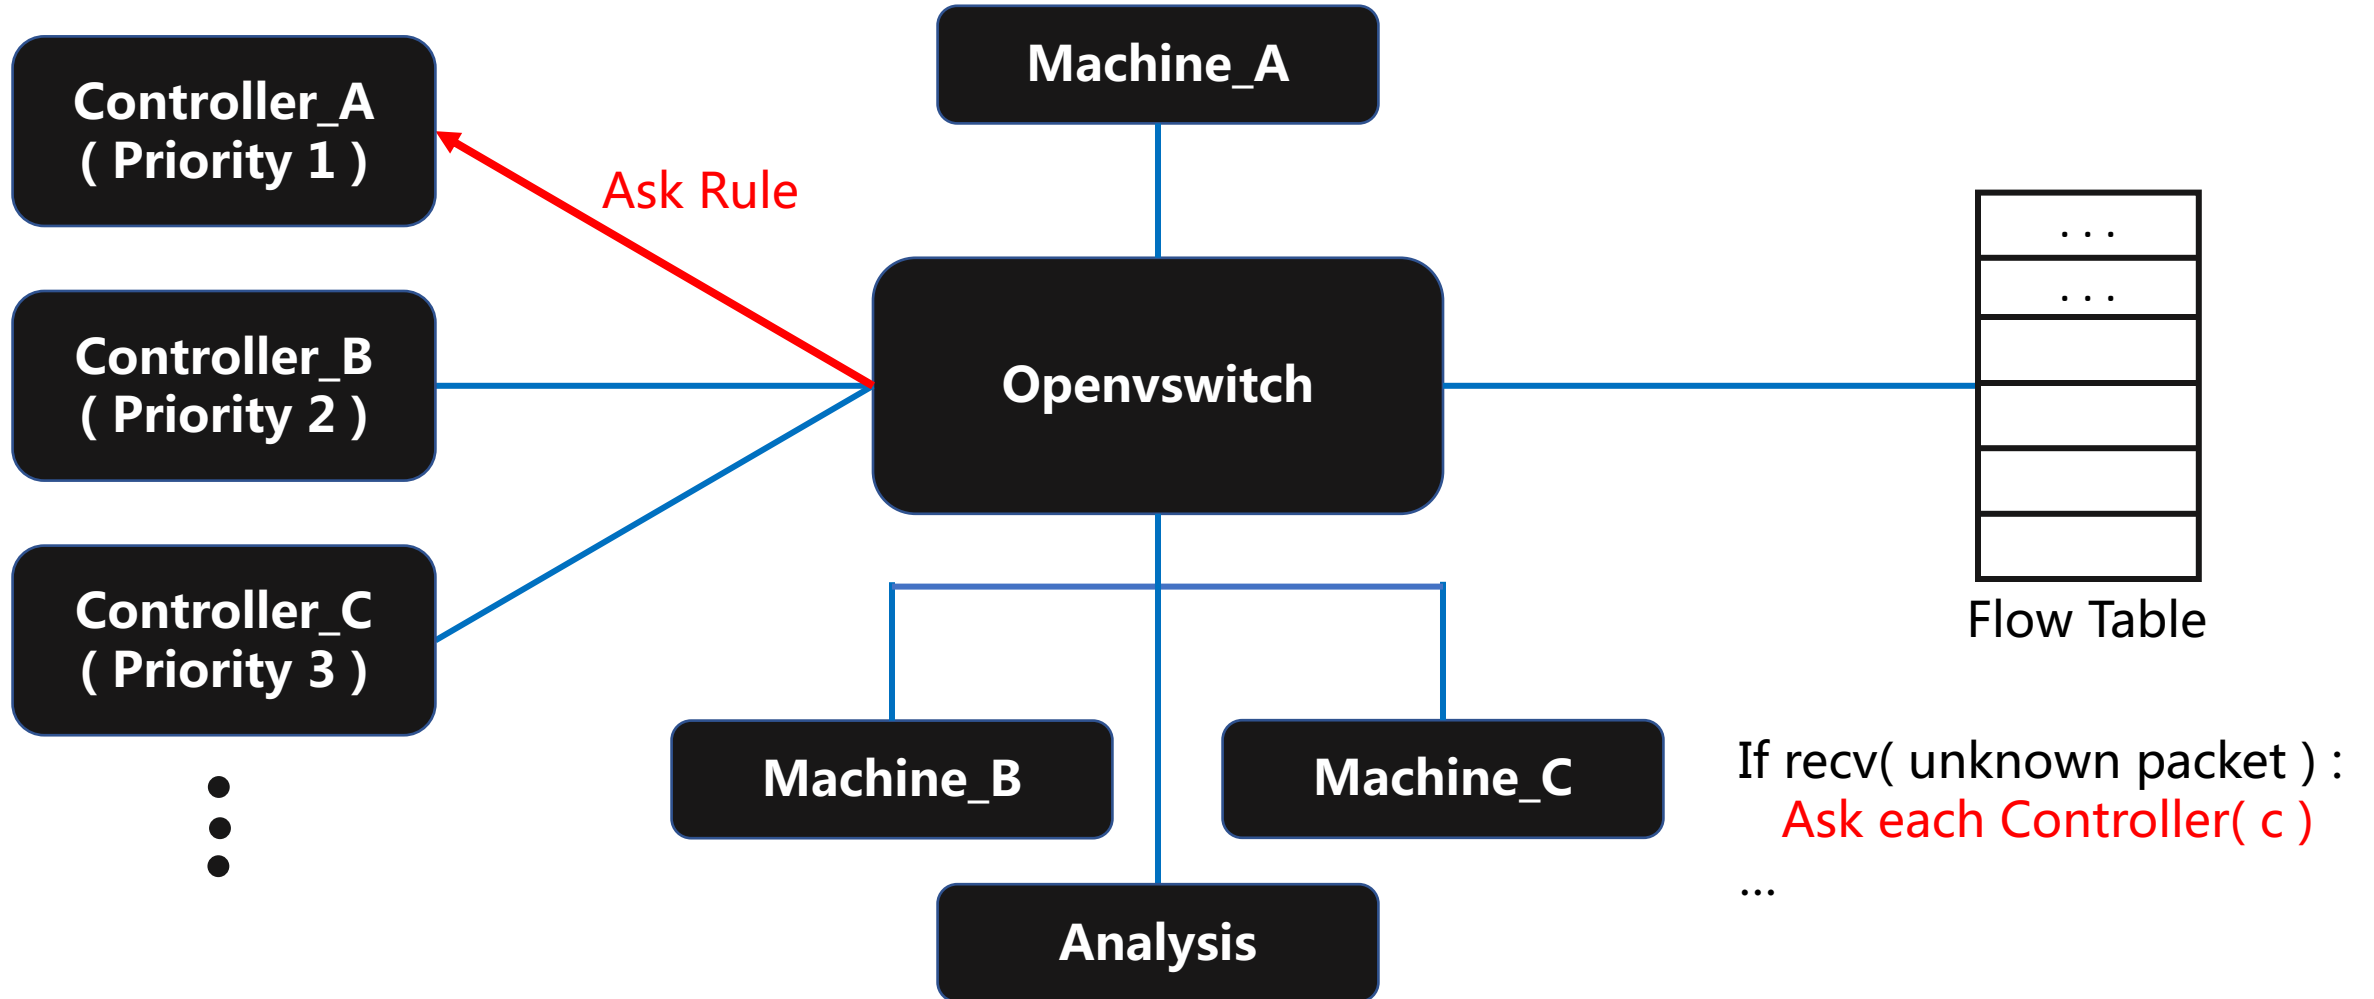 Controller_A
( Priority 1 )
Machine_A
Ask Rule
. . .
. . .
Controller_B
( Priority 2 )
Openvswitch
Controller_C
( Priority 3 )
Flow Table
Machine_B
Machine_C
Analysis
If recv( unknown packet ) :
Ask each Controller( c )
...